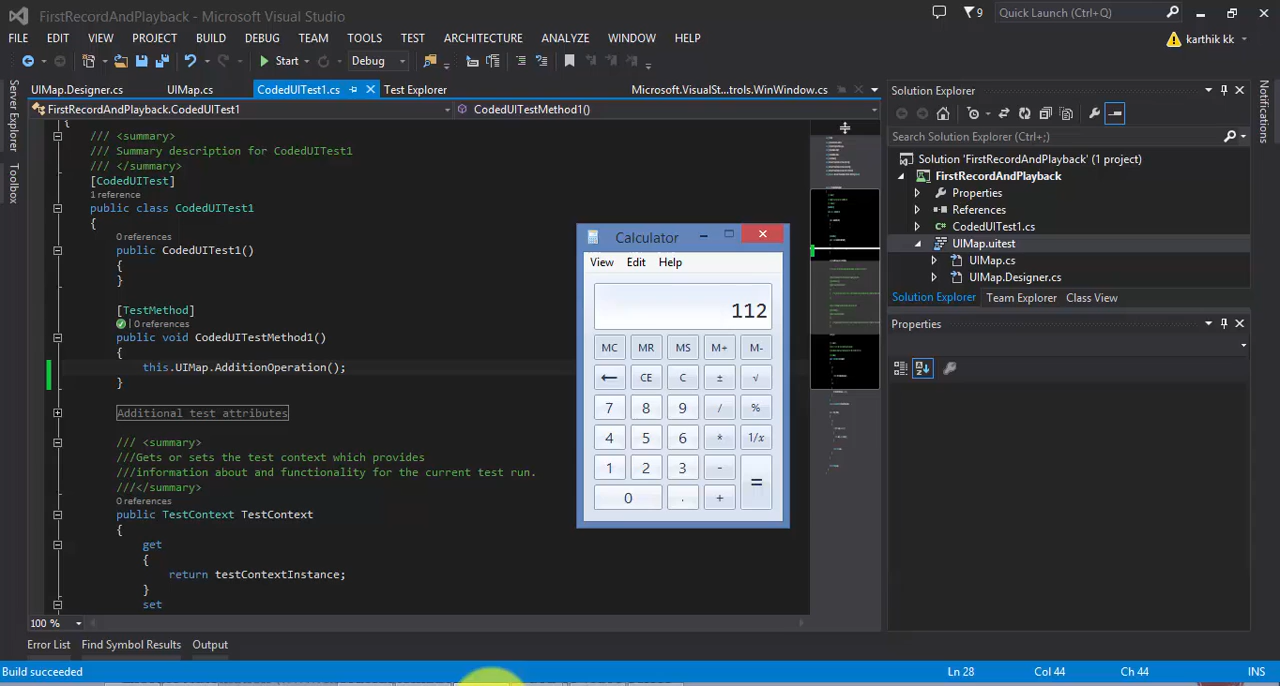 FirstRecordAndPlayback - Microsoft Visual Studio
9
Quick Launch (Ctrl+Q)
FILE EDIT VIEW PROJECT BUILD DEBUG TEAM TOOLS TEST ARCHITECTURE ANALYZE WINDOW HELP
karthik kk
Start Debug
UIMap.Designer.cs UIMap.cs CodedUITest1.cs Test Explorer Microsoft.VisualSt...trols.WinWindow.cs
FirstRecordAndPlayback.CodedUITest1 CodedUITestMethod1()
Server Explorer
Toolbox
{
/// <summary>
/// Summary description for CodedUITest1
/// </summary>
[CodedUITest]
1 reference
public class CodedUITest1
{
0 references
public CodedUITest1()
{
}
[TestMethod]
0 references
public void CodedUITestMethod1()
{
this.UIMap.AdditionOperation();
}
Additional test attributes
/// <summary>
///Gets or sets the test context which provides
///information about and functionality for the current test run.
///</summary>
0 references
public TestContext TestContext
{
get
{
return testContextInstance;
}
set
100 %
Calculator
View Edit Help
112
MC MR MS M+ M-
← CE C ± √
7 8 9 / %
4 5 6 * 1/x
1 2 3 - =
0 . +
Solution Explorer
Search Solution Explorer (Ctrl+;)
Solution 'FirstRecordAndPlayback' (1 project)
FirstRecordAndPlayback
Properties
References
CodedUITest1.cs
UIMap.uitest
UIMap.cs
UIMap.Designer.cs
Solution Explorer Team Explorer Class View
Properties
Notifications
Error List Find Symbol Results Output
Build succeeded Ln 28 Col 44 Ch 44 INS